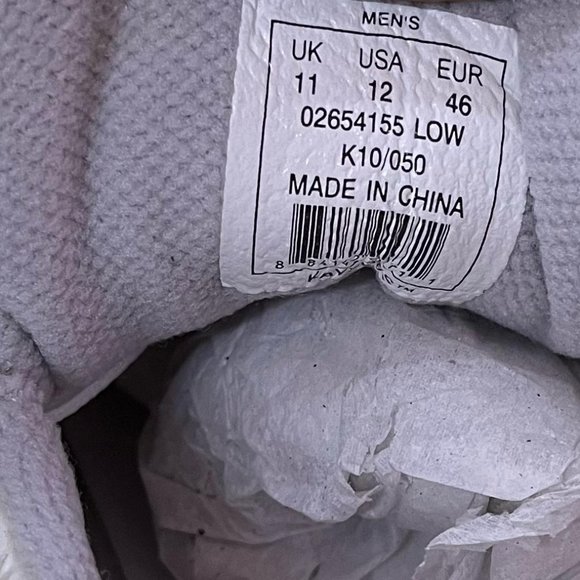 MEN'S
UK USA EUR
11 12 46
02654155 LOW
K10/050
MADE IN CHINA